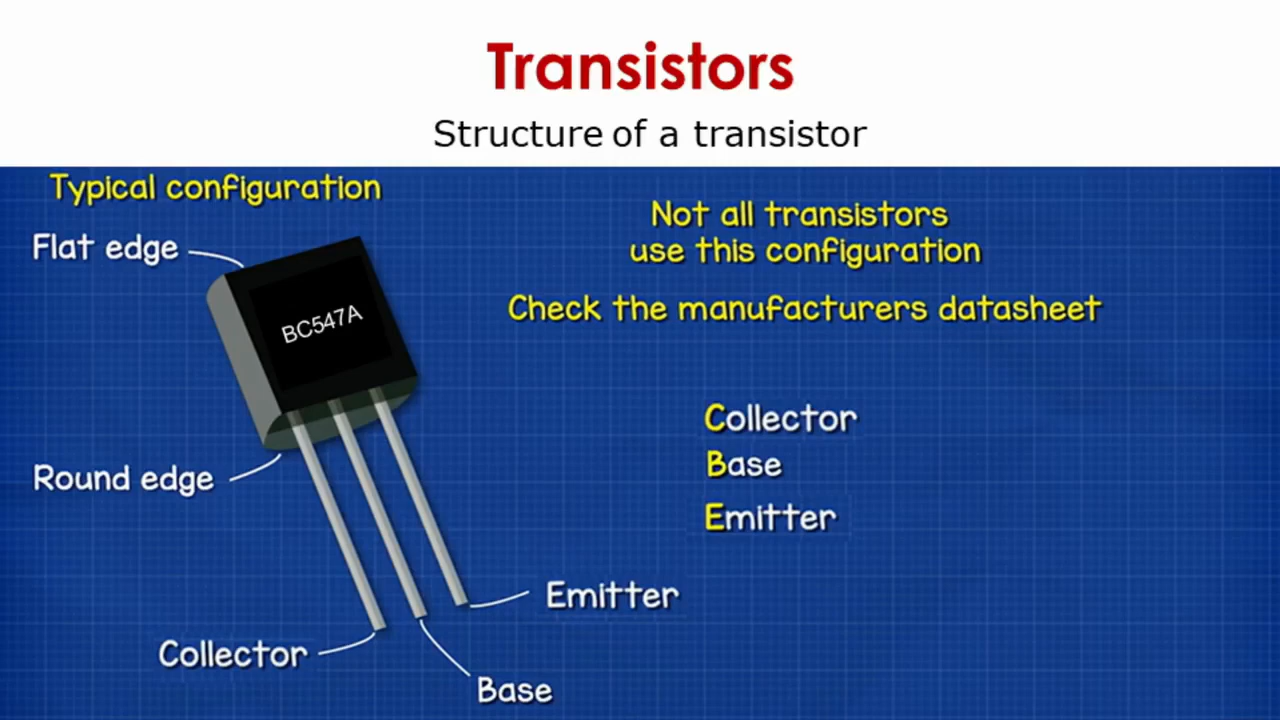 Transistors
Structure of a transistor
Typical configuration
Flat edge
BC547A
Round edge
Collector
Base
Emitter
Not all transistors
use this configuration
Check the manufacturers datasheet
Collector
Base
Emitter